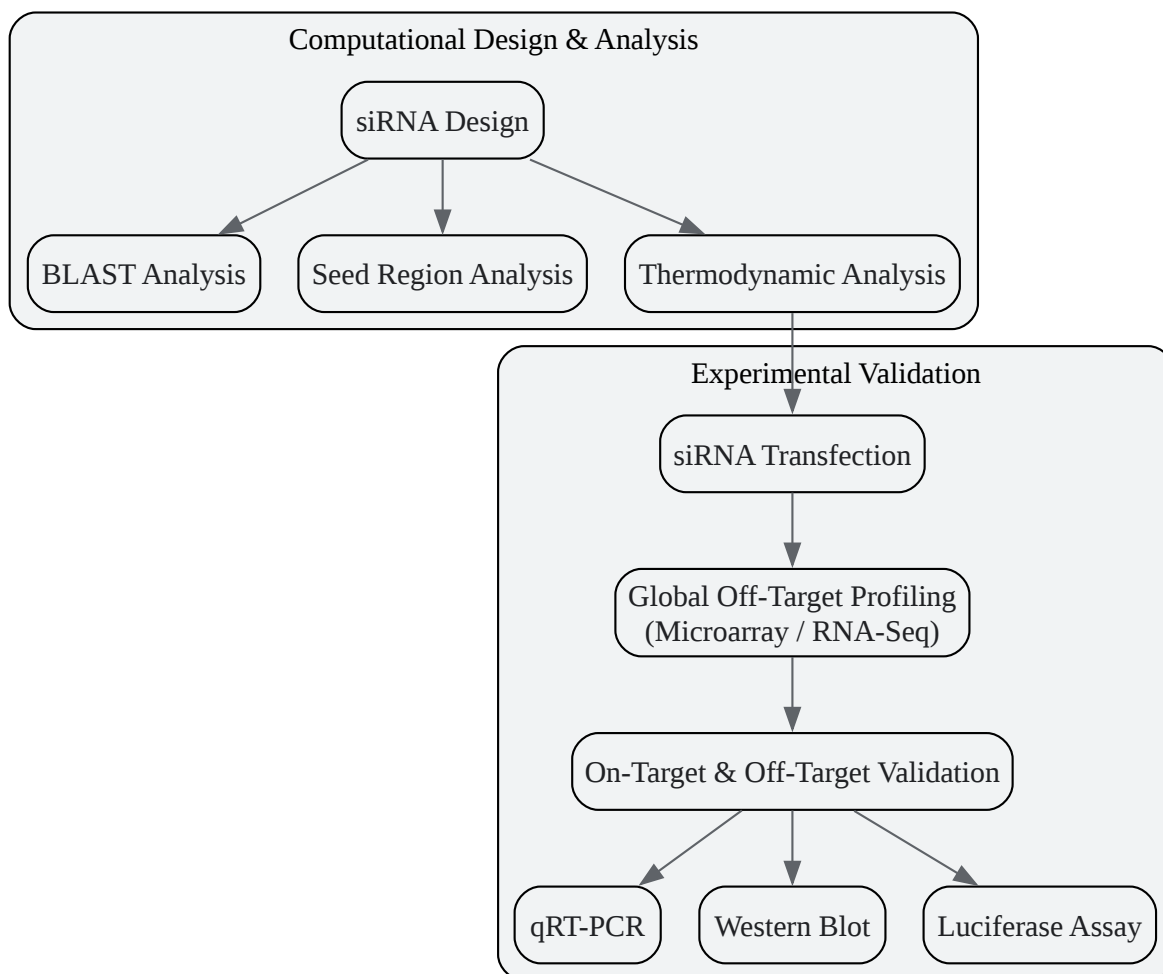 Computational Design & Analysis
siRNA Design
BLAST Analysis
Seed Region Analysis
Thermodynamic Analysis
Experimental Validation
siRNA Transfection
Global Off-Target Profiling
(Microarray / RNA-Seq)
On-Target & Off-Target Validation
qRT-PCR
Western Blot
Luciferase Assay